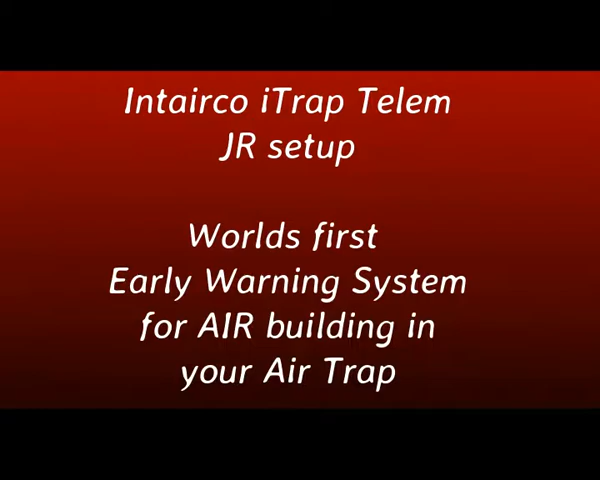 Intairco iTrap Telem
JR setup
Worlds first
Early Warning System
for AIR building in
your Air Trap